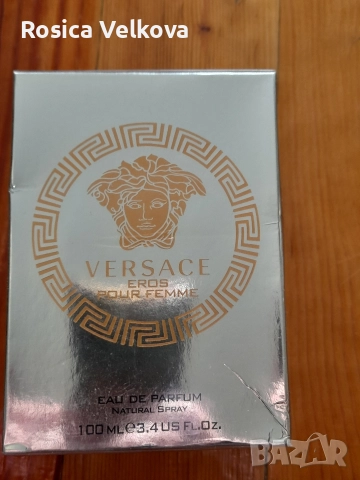 Rosica Velkova
VERSACE
EROS
POUR FEMME
EAU DE PARFUM
NATURAL SPRAY
100 ML℮3.4 US FL.OZ.
BAZAR